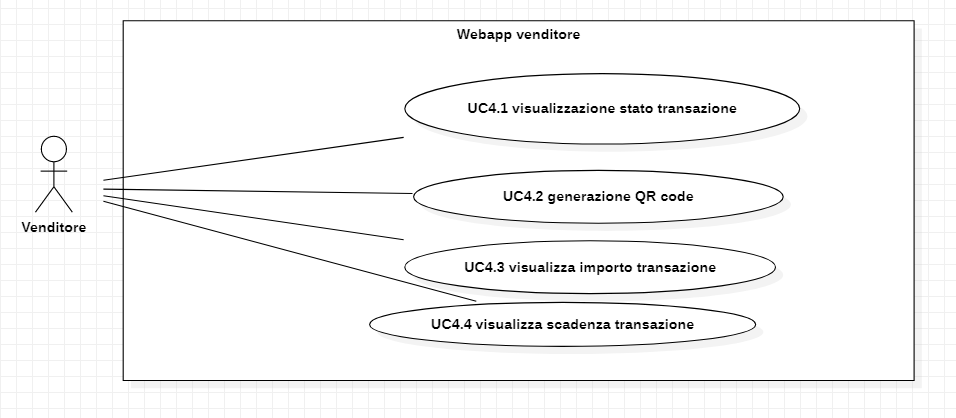 Webapp venditore
UC4.1 visualizzazione stato transazione
UC4.2 generazione QR code
Venditore
UC4.3 visualizza importo transazione
UC4.4 visualizza scadenza transazione